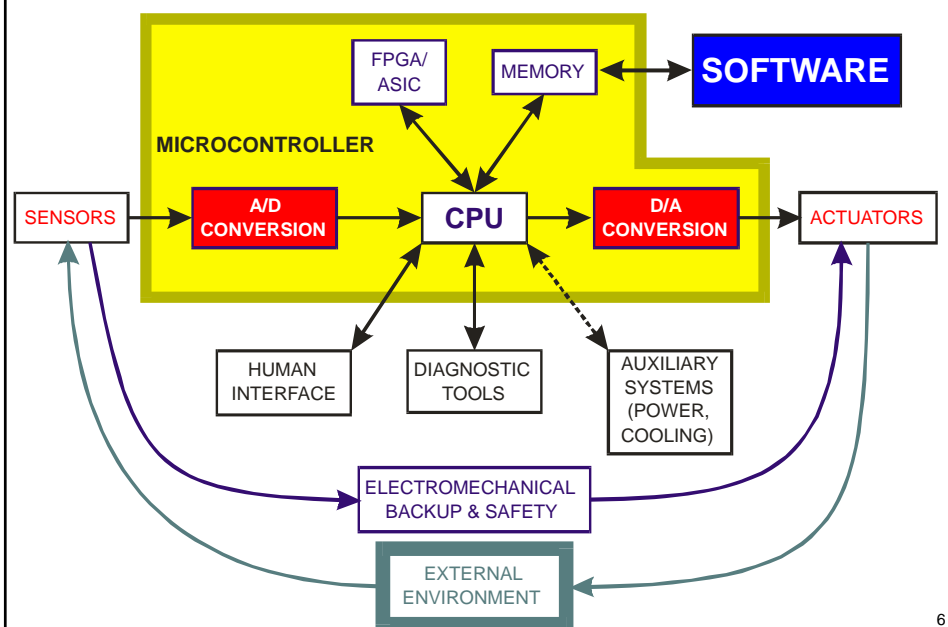 FPGA/
ASIC
MEMORY
SOFTWARE
MICROCONTROLLER
SENSORS
A/D
CONVERSION
CPU
D/A
CONVERSION
ACTUATORS
HUMAN
INTERFACE
DIAGNOSTIC
TOOLS
AUXILIARY
SYSTEMS
(POWER,
COOLING)
ELECTROMECHANICAL
BACKUP & SAFETY
EXTERNAL
ENVIRONMENT
6